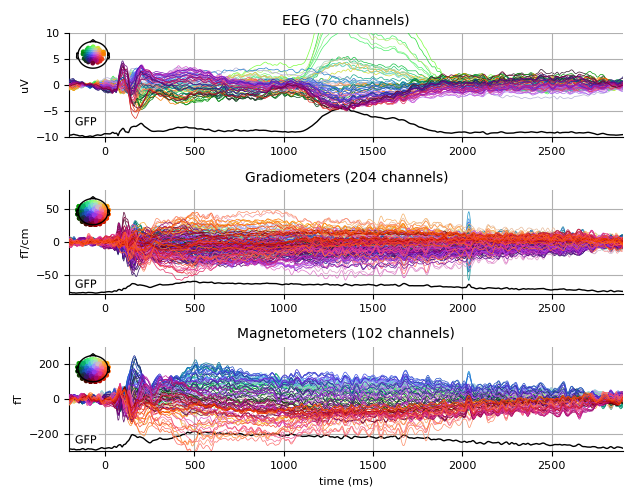 EEG (70 channels)
10
5
0
−5
−10
uV
GFP
0 500 1000 1500 2000 2500
Gradiometers (204 channels)
50
0
−50
fT/cm
GFP
0 500 1000 1500 2000 2500
Magnetometers (102 channels)
200
0
−200
fT
GFP
0 500 1000 1500 2000 2500
time (ms)